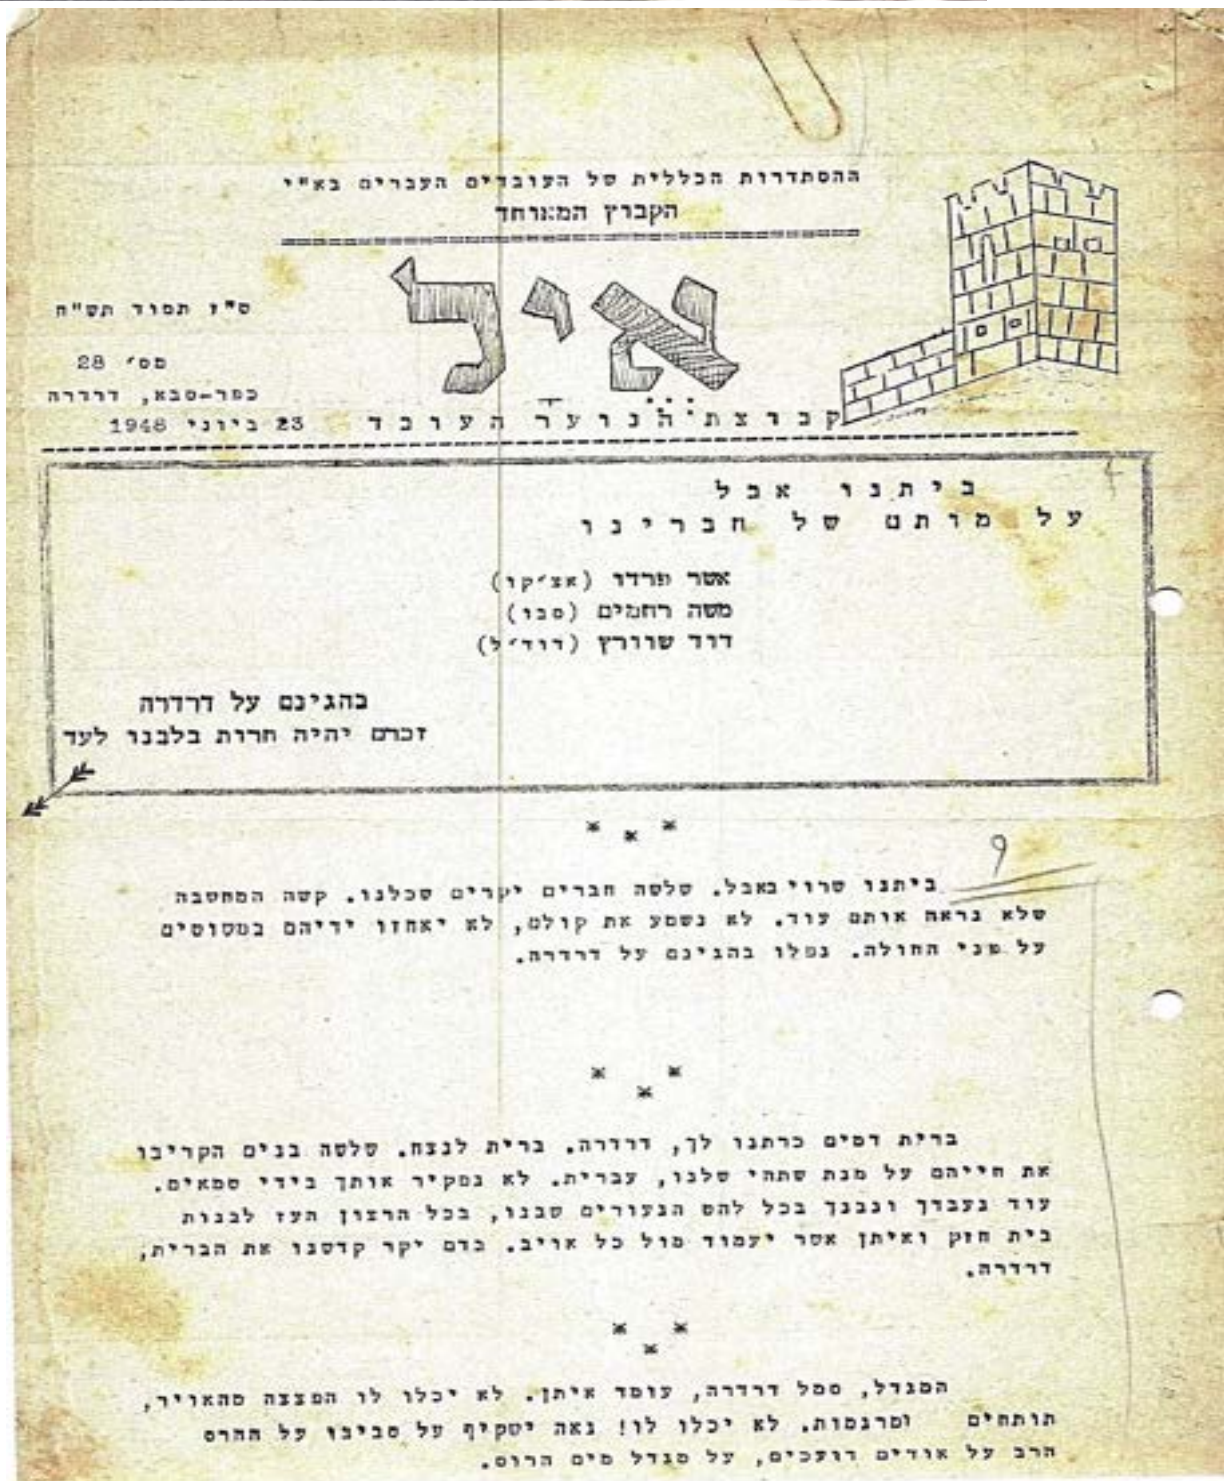 ההסתדרות הכללית של העובדים העברים בא"י
הקבוץ המאוחד
איל
ט"ז תמוז תש"ח
מס' 28
כפר-סבא, דרדרה
23 ביוני 1948
קבוצת הנוער העובד
ביתנו אבל
על מותם של חברינו
אשר פרדו (אצ'קו)
משה רחמים (סבו)
דוד שוורץ (דוד'ל)
בהגינם על דרדרה
זכרם יהיה חרות בלבנו לעד
9
ביתנו שרוי באבל. שלשה חברים יקרים שכלנו. קשה המחשבה
שלא נראה אותם עוד. לא נשמע את קולם, לא יאחזו ידיהם במשוטים
על פני החולה. נפלו בהגינם על דרדרה.
ברית דמים כרתנו לך, דרדרה. ברית לנצח. שלשה בנים הקריבו
את חייהם על מנת שתהי שלנו, עברית. לא נפקיר אותך בידי טמאים.
עוד נעבדך ונבנך בכל להט הנעורים שבנו, בכל הרצון העז לבנות
בית חזק ואיתן אשר יעמוד מול כל אויב. בדם יקר קדשנו את הברית,
דרדרה.
המגדל, סמל דרדרה, עומד איתן. לא יכלו לו הפצצה מהאויר,
תותחים ומרגמות. לא יכלו לו! גאה ישקיף על סביבו על ההרס
הרב על אודים דועכים, על מגדל מים הרוס.